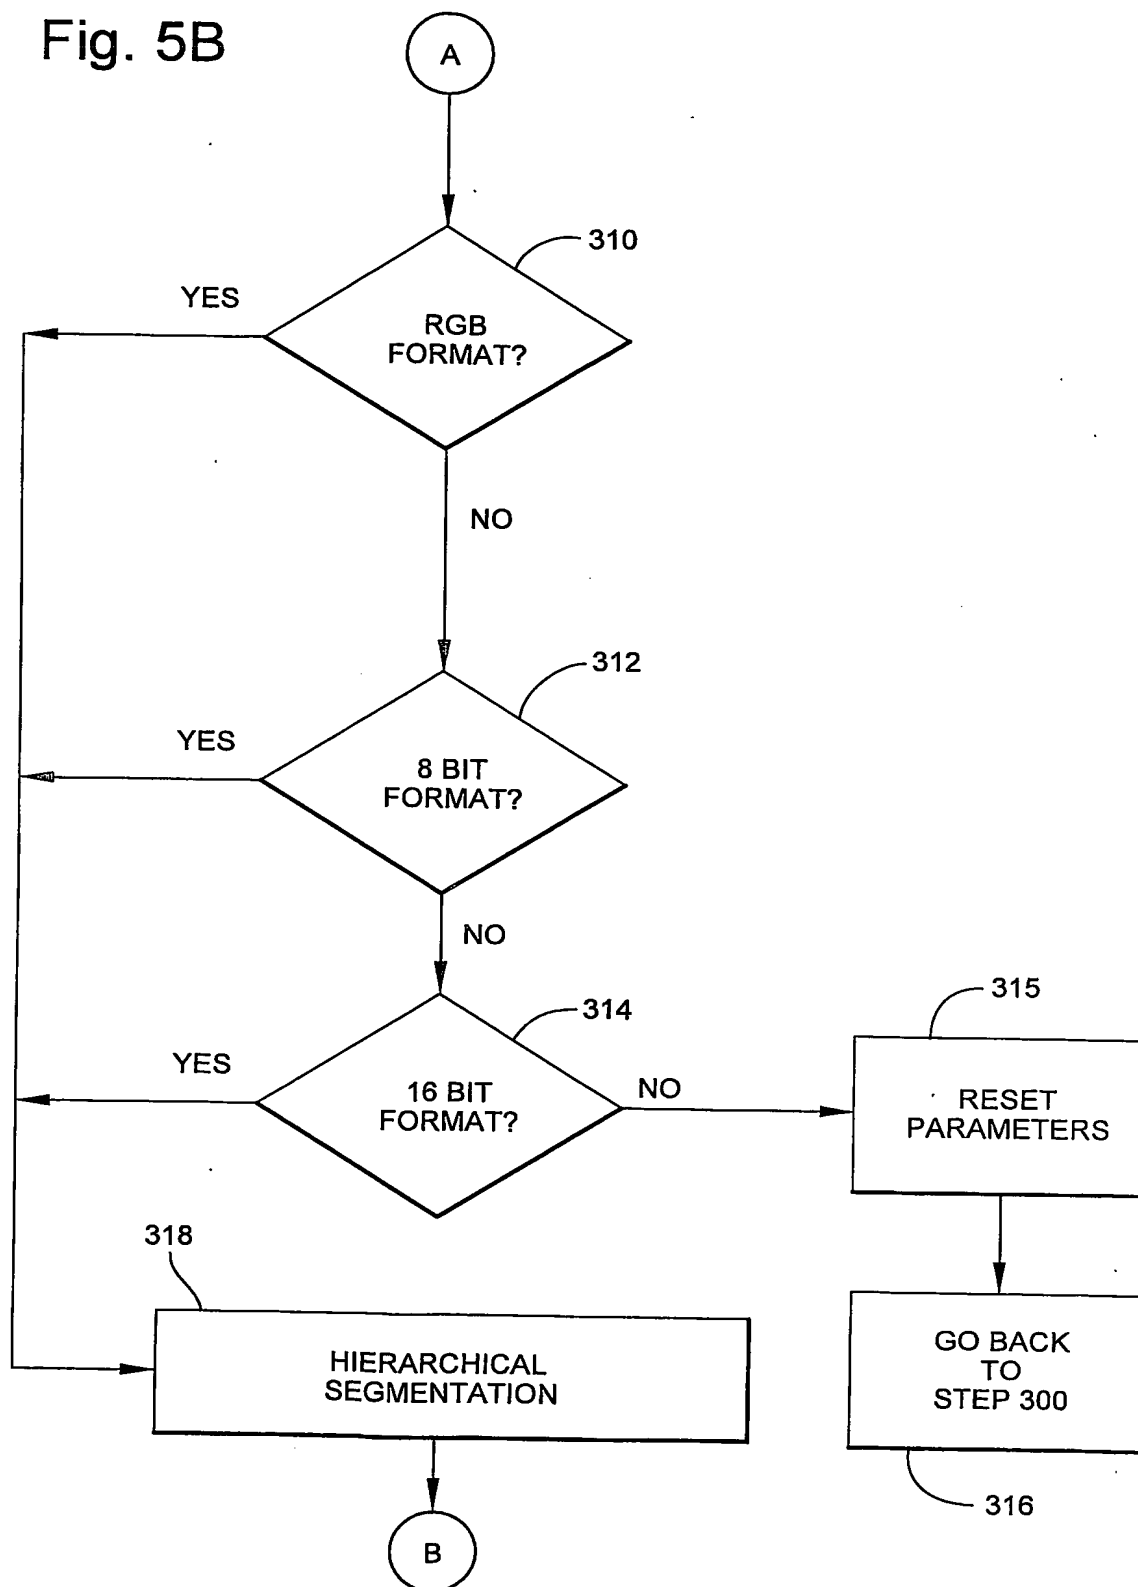 Fig. 5B
A
310
YES
RGB
FORMAT?
NO
312
YES
8 BIT
FORMAT?
NO
314
YES
16 BIT
FORMAT?
NO
315
RESET
PARAMETERS
318
HIERARCHICAL
SEGMENTATION
GO BACK
TO
STEP 300
316
B